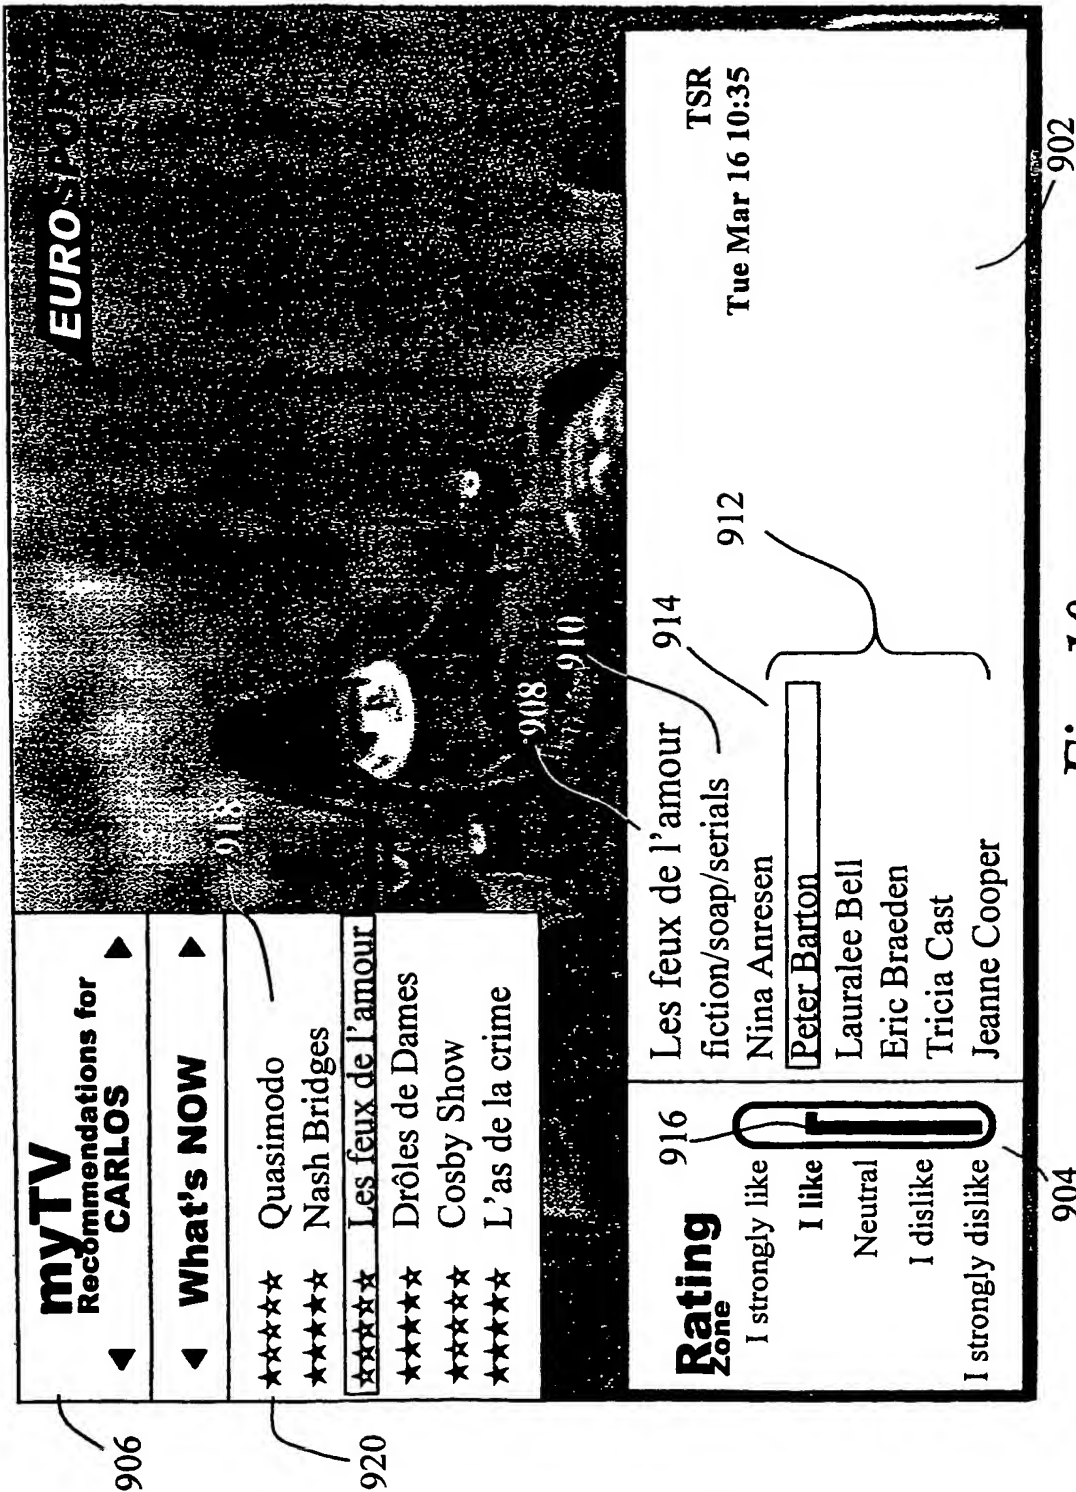 myTV
Recommendations for
CARLOS
What's NOW
★★★★★ Quasimodo
★★★★★ Nash Bridges
★★★★★ Les feux de l'amour
★★★★★ Drôles de Dames
★★★★★ Cosby Show
★★★★★ L'as de la crime
EUROSPORT
906
920
918
908
910
Rating
Zone
I strongly like
I like
Neutral
I dislike
I strongly dislike
916
904
Les feux de l'amour
fiction/soap/serials
Nina Anresen
Peter Barton
Lauralee Bell
Eric Braeden
Tricia Cast
Jeanne Cooper
914
912
TSR
Tue Mar 16 10:35
902